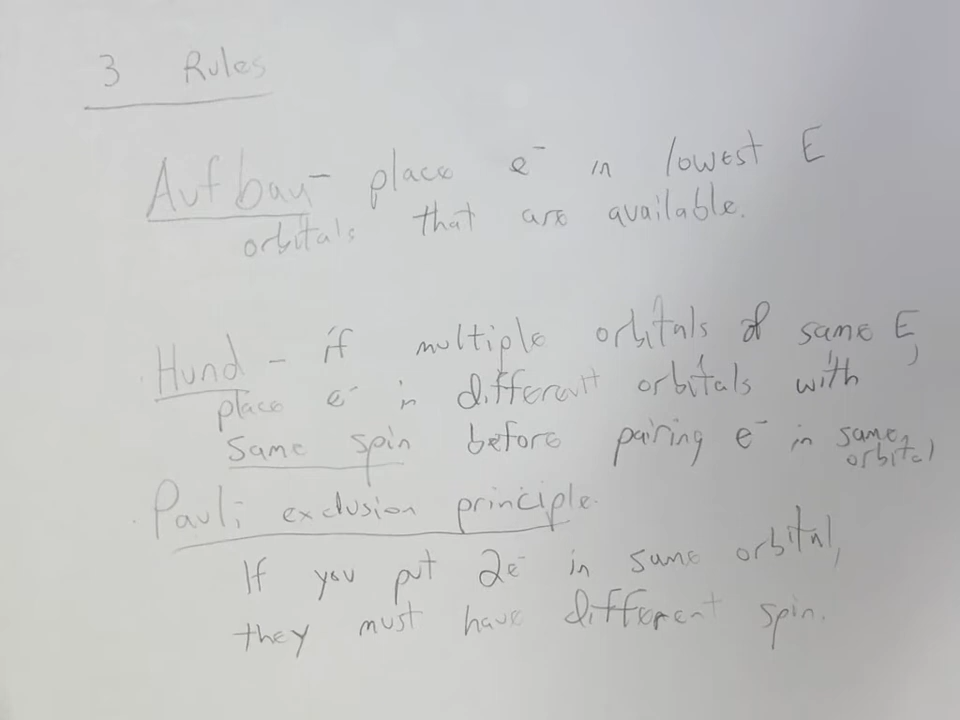 3 Rules
Aufbau - place e⁻ in lowest E
orbitals that are available.
Hund - if multiple orbitals of same E,
place e⁻ in different orbitals with
same spin before pairing e⁻ in same
orbital
Pauli exclusion principle.
If you put 2e⁻ in same orbital,
they must have different spin.